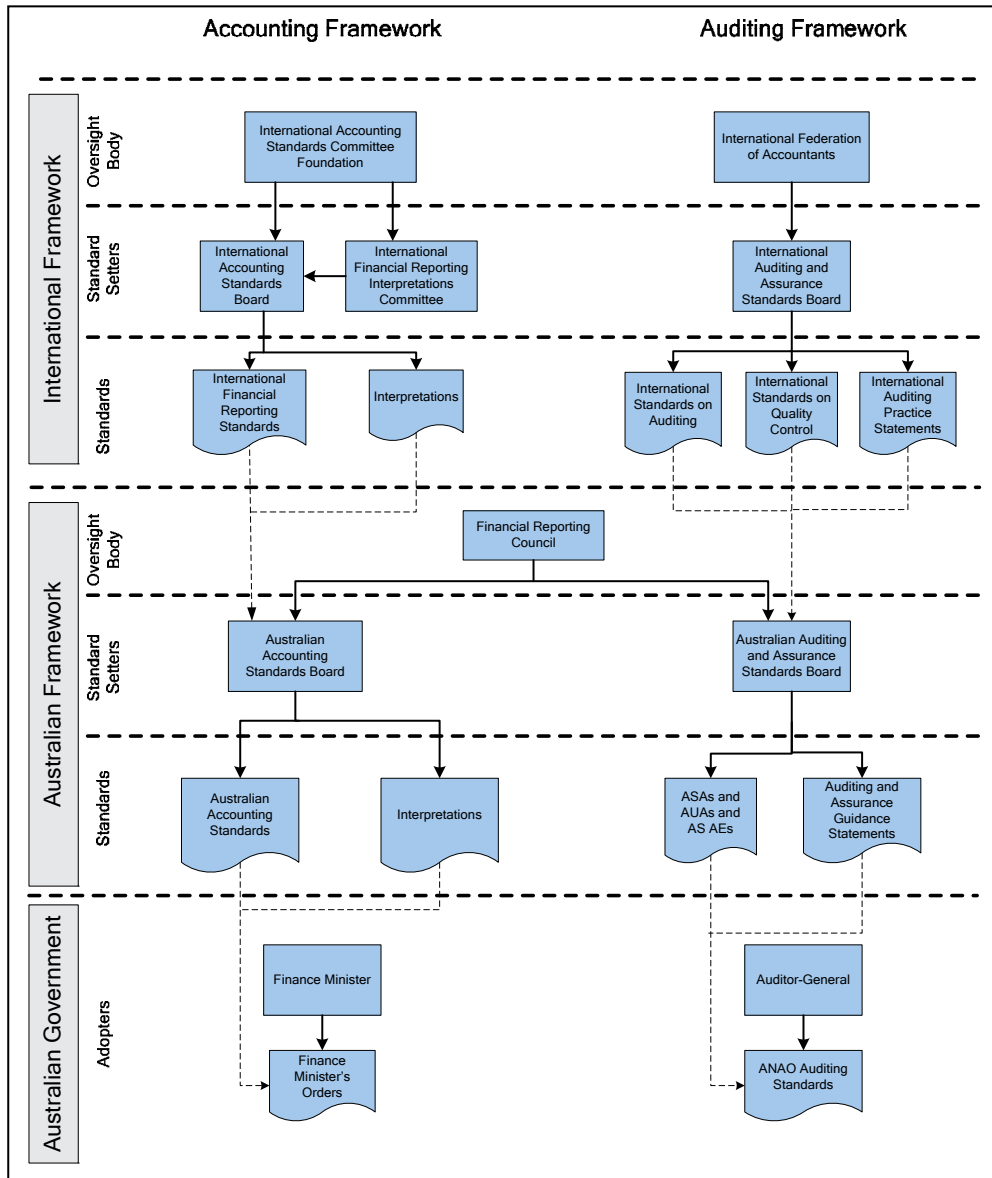 Accounting Framework
Auditing Framework
International Framework
Oversight
Body
International Accounting
Standards Committee
Foundation
International Federation
of Accountants
Standard
Setters
International
Accounting
Standards
Board
International
Financial Reporting
Interpretations
Committee
International
Auditing and
Assurance
Standards Board
Standards
International
Financial
Reporting
Standards
Interpretations
International
Standards on
Auditing
International
Standards on
Quality
Control
International
Auditing
Practice
Statements
Australian Framework
Oversight
Body
Financial Reporting
Council
Standard
Setters
Australian
Accounting
Standards Board
Australian Auditing
and Assurance
Standards Board
Standards
Australian
Accounting
Standards
Interpretations
ASAs and
AUAs and
AS AEs
Auditing and
Assurance
Guidance
Statements
Australian Government
Adopters
Finance Minister
Auditor-General
Finance
Minister's
Orders
ANAO Auditing
Standards